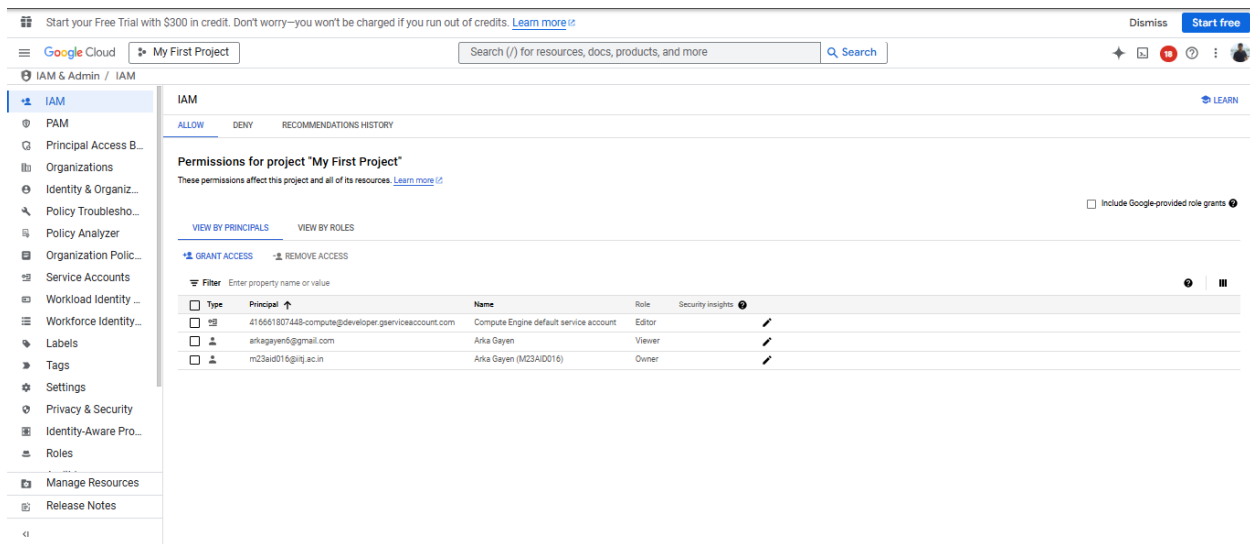 Start your Free Trial with $300 in credit. Don't worry—you won't be charged if you run out of credits. Learn more
Dismiss
Start free
Google Cloud
My First Project
Search (/) for resources, docs, products, and more
Search
18
IAM & Admin / IAM
IAM
PAM
Principal Access B...
Organizations
Identity & Organiz...
Policy Troublesho...
Policy Analyzer
Organization Polic...
Service Accounts
Workload Identity ...
Workforce Identity...
Labels
Tags
Settings
Privacy & Security
Identity-Aware Pro...
Roles
Manage Resources
Release Notes
IAM
LEARN
ALLOW DENY RECOMMENDATIONS HISTORY
Permissions for project "My First Project"
These permissions affect this project and all of its resources. Learn more
Include Google-provided role grants
VIEW BY PRINCIPALS VIEW BY ROLES
GRANT ACCESS REMOVE ACCESS
Filter Enter property name or value
Type Principal Name Role Security insights
416661807448-compute@developer.gserviceaccount.com Compute Engine default service account Editor
arkagayen6@gmail.com Arka Gayen Viewer
m23aid016@iitj.ac.in Arka Gayen (M23AID016) Owner